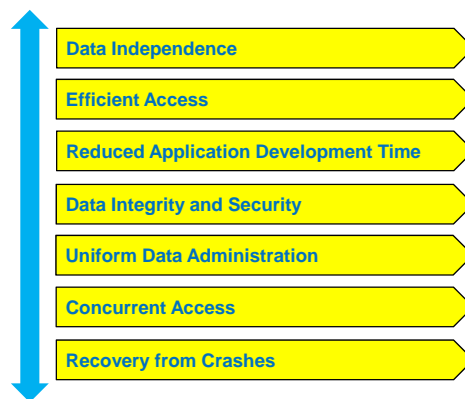 Data Independence
Efficient Access
Reduced Application Development Time
Data Integrity and Security
Uniform Data Administration
Concurrent Access
Recovery from Crashes